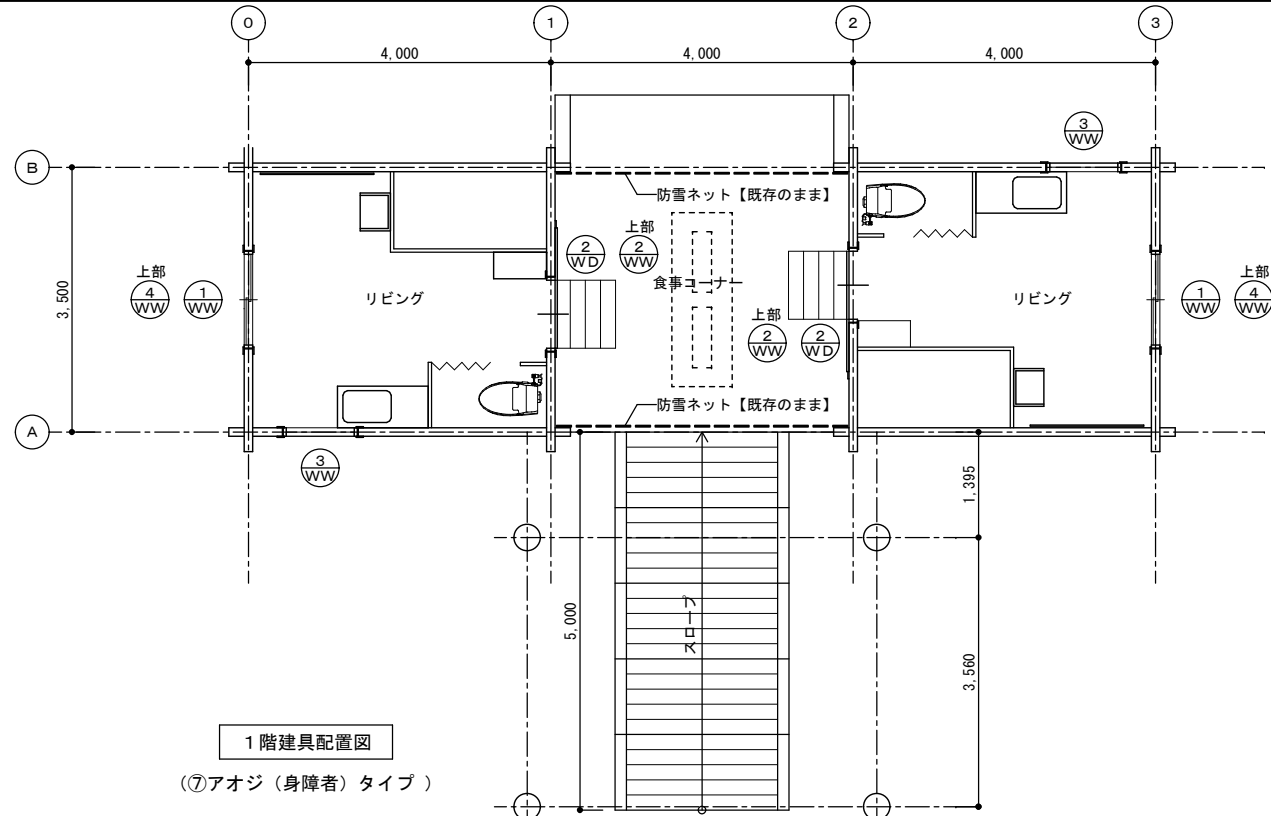 0
1
2
3
4,000
4,000
4,000
3
WW
B
防雪ネット【既存のまま】
上部
2
WD
2
WW
食事コーナー
上部
4
WW
1
WW
リビング
リビング
上部
1
WW
4
WW
3,500
上部
2
WW
2
WD
防雪ネット【既存のまま】
A
3
WW
1,395
5,000
スロープ
3,560
1階建具配置図
(⑦アオジ（身障者）タイプ )